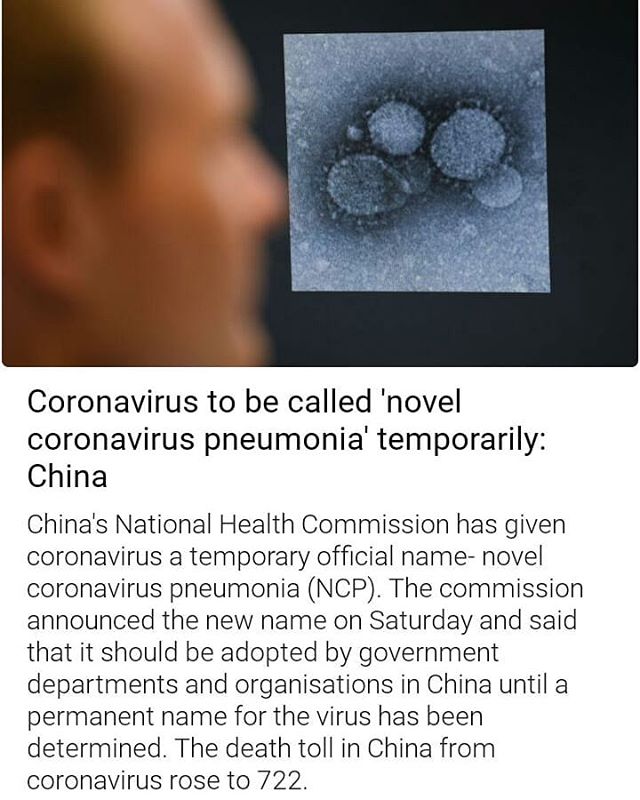 Coronavirus to be called 'novel
coronavirus pneumonia' temporarily:
China
China's National Health Commission has given
coronavirus a temporary official name- novel
coronavirus pneumonia (NCP). The commission
announced the new name on Saturday and said
that it should be adopted by government
departments and organisations in China until a
permanent name for the virus has been
determined. The death toll in China from
coronavirus rose to 722.